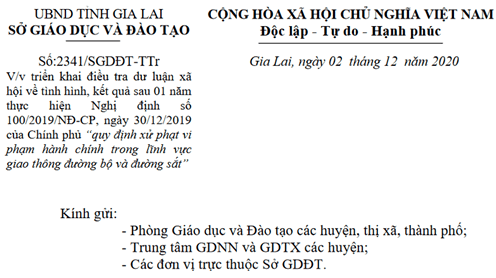 UBND TỈNH GIA LAI
SỞ GIÁO DỤC VÀ ĐÀO TẠO
CỘNG HÒA XÃ HỘI CHỦ NGHĨA VIỆT NAM
Độc lập - Tự do - Hạnh phúc
Số:2341/SGDĐT-TTr
Gia Lai, ngày 02 tháng 12 năm 2020
V/v triển khai điều tra dư luận xã
hội về tình hình, kết quả sau 01 năm
thực hiện Nghị định số
100/2019/NĐ-CP, ngày 30/12/2019
của Chính phủ “quy định xử phạt vi
phạm hành chính trong lĩnh vực
giao thông đường bộ và đường sắt”
Kính gửi:
- Phòng Giáo dục và Đào tạo các huyện, thị xã, thành phố;
- Trung tâm GDNN và GDTX các huyện;
- Các đơn vị trực thuộc Sở GDĐT.